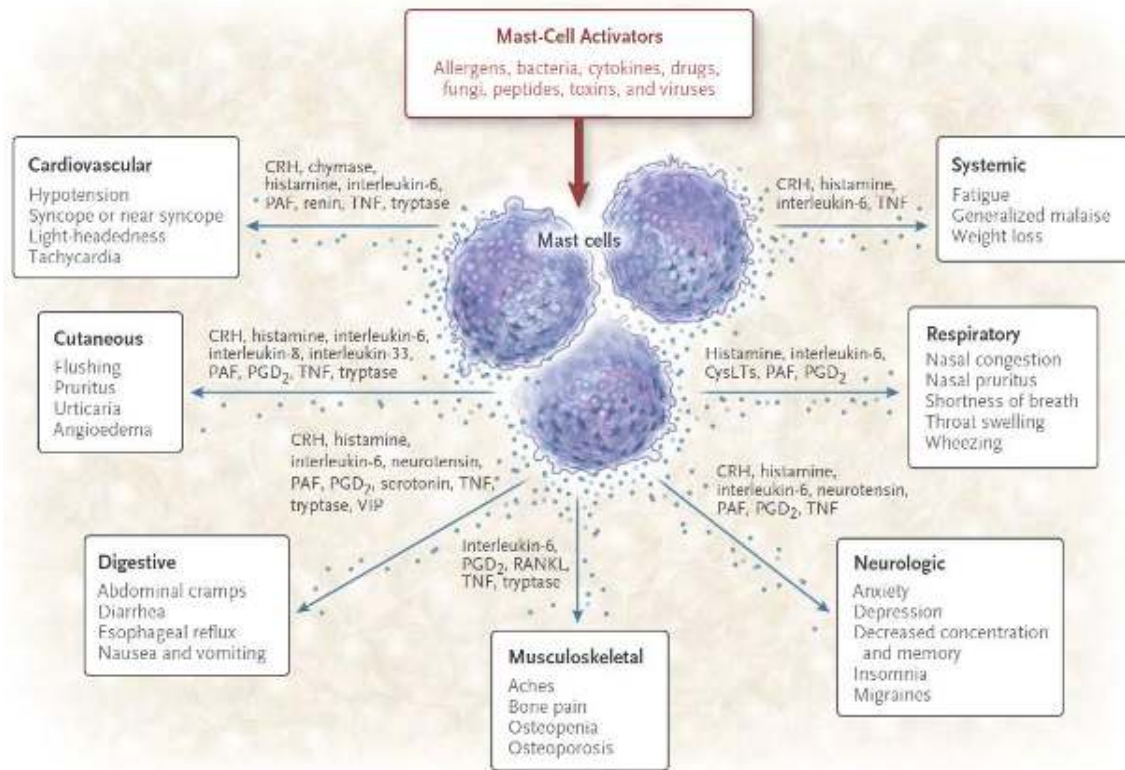 Mast-Cell Activators
Allergens, bacteria, cytokines, drugs,
fungi, peptides, toxins, and viruses
Cardiovascular
Hypotension
Syncope or near syncope
Light-headedness
Tachycardia
CRH, chymase,
histamine, interleukin-6,
PAF, renin, TNF, tryptase
Mast cells
CRH, histamine,
interleukin-6, TNF
Systemic
Fatigue
Generalized malaise
Weight loss
Cutaneous
Flushing
Pruritus
Urticaria
Angioedema
CRH, histamine, interleukin-6,
interleukin-8, interleukin-33,
PAF, PGD₂, TNF, tryptase
Histamine, interleukin-6,
CysLTs, PAF, PGD₂
Respiratory
Nasal congestion
Nasal pruritus
Shortness of breath
Throat swelling
Wheezing
CRH, histamine,
interleukin-6, neurotensin,
PAF, PGD₂, serotonin, TNF,
tryptase, VIP
Digestive
Abdominal cramps
Diarrhea
Esophageal reflux
Nausea and vomiting
Interleukin-6,
PGD₂, RANKL,
TNF, tryptase
Musculoskeletal
Aches
Bone pain
Osteopenia
Osteoporosis
CRH, histamine,
interleukin-6, neurotensin,
PAF, PGD₂, TNF
Neurologic
Anxiety
Depression
Decreased concentration
and memory
Insomnia
Migraines